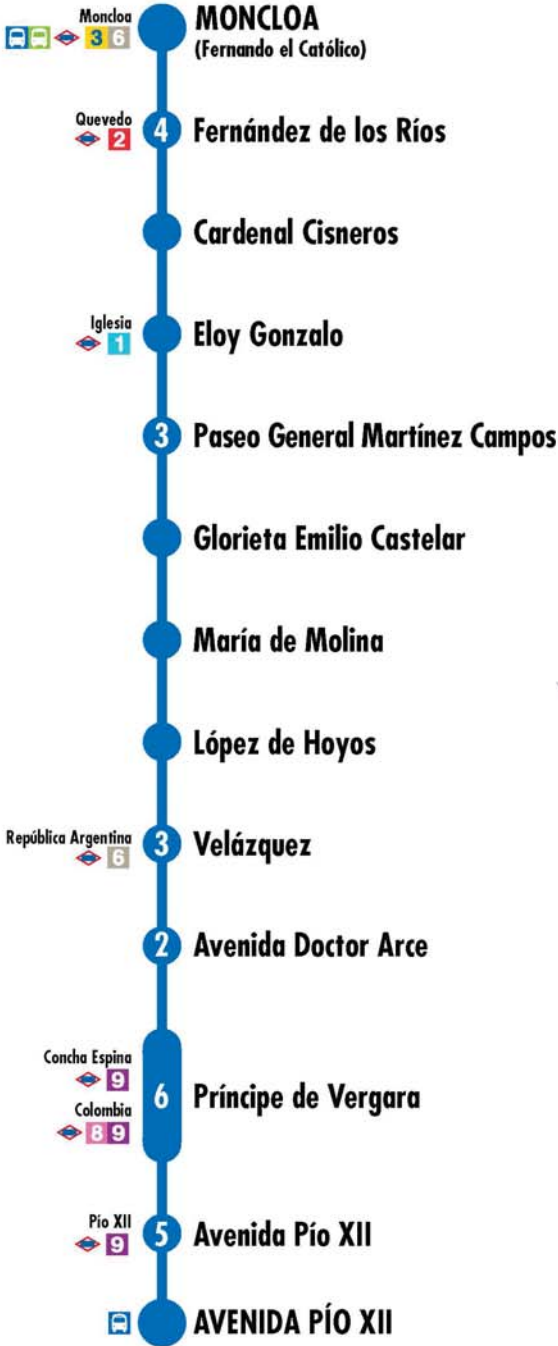 Moncloa
3 6
MONCLOA
(Fernando el Católico)
Quevedo
2
4
Fernández de los Ríos
Cardenal Cisneros
Iglesia
1
Eloy Gonzalo
3
Paseo General Martínez Campos
Glorieta Emilio Castelar
María de Molina
López de Hoyos
República Argentina
6
3
Velázquez
2
Avenida Doctor Arce
Concha Espina
9
Colombia
8 9
6
Príncipe de Vergara
Pío XII
9
5
Avenida Pío XII
AVENIDA PÍO XII